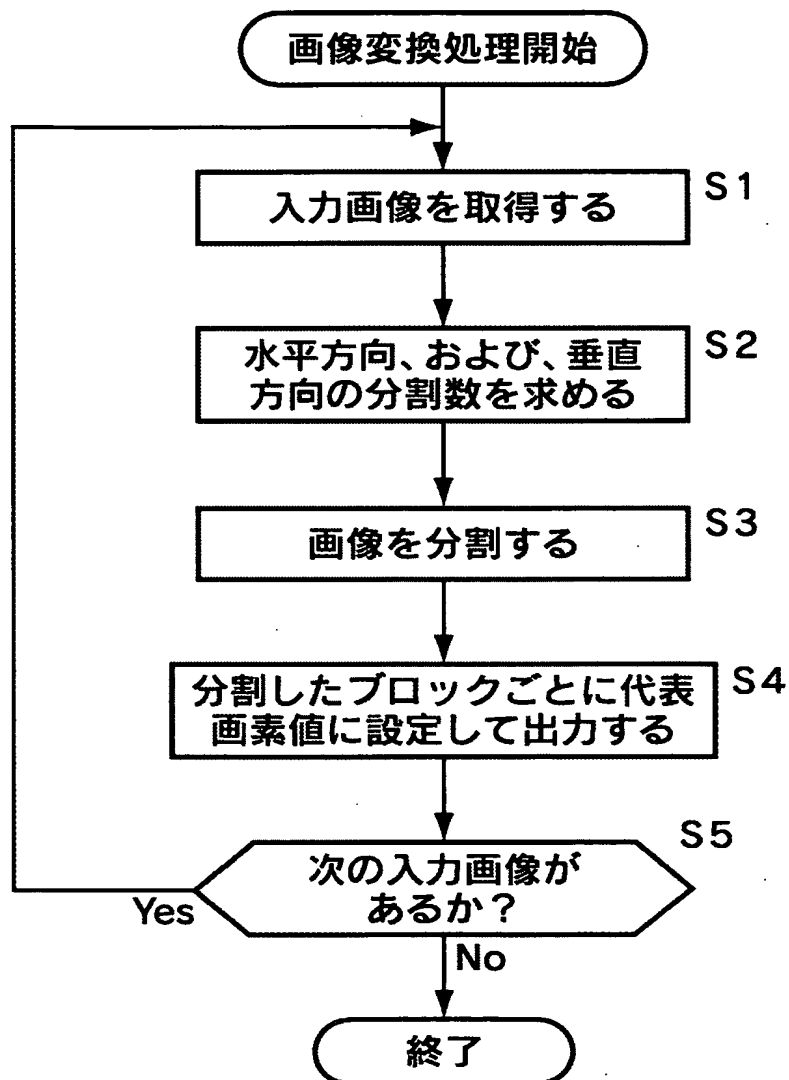 画像変換処理開始
入力画像を取得する
S1
水平方向、および、垂直
方向の分割数を求める
S2
画像を分割する
S3
分割したブロックごとに代表
画素値に設定して出力する
S4
次の入力画像が
あるか？
S5
Yes
No
終了